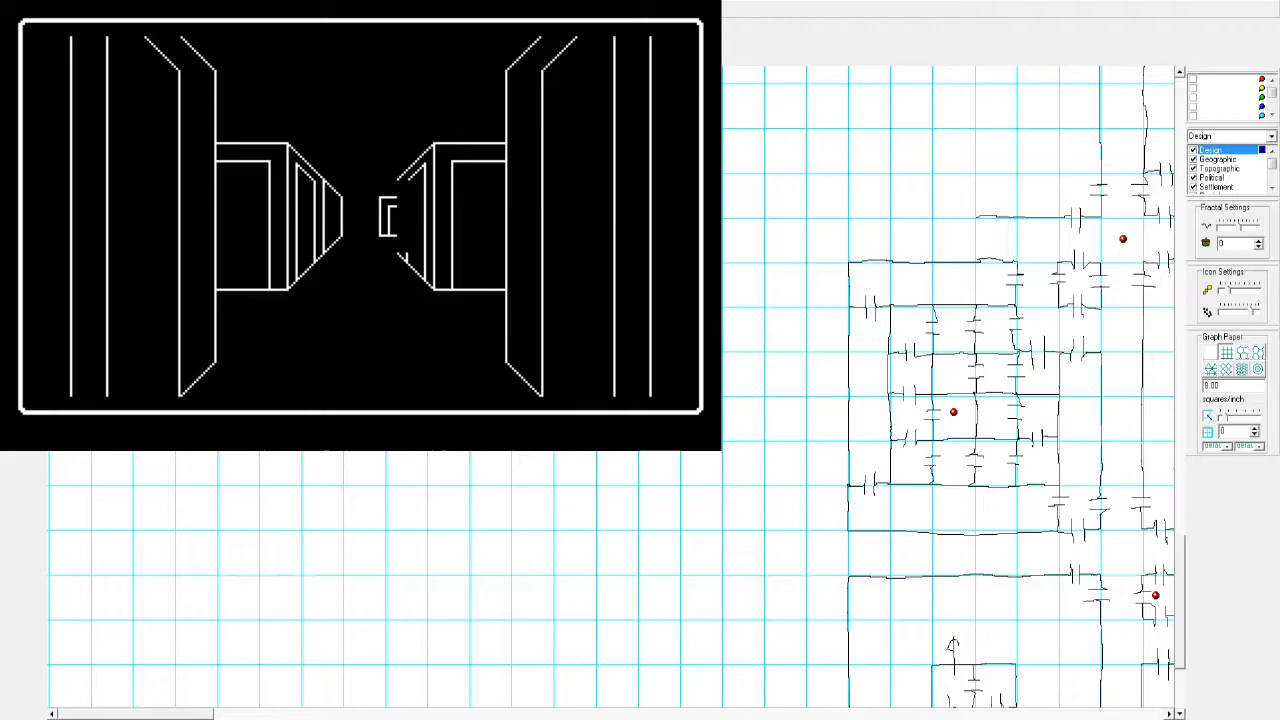 Design
Design
Geographic
Topographic
Political
Settlement
Fractal Settings
0
Icon Settings
Graph Paper
8.00
squares/inch
0